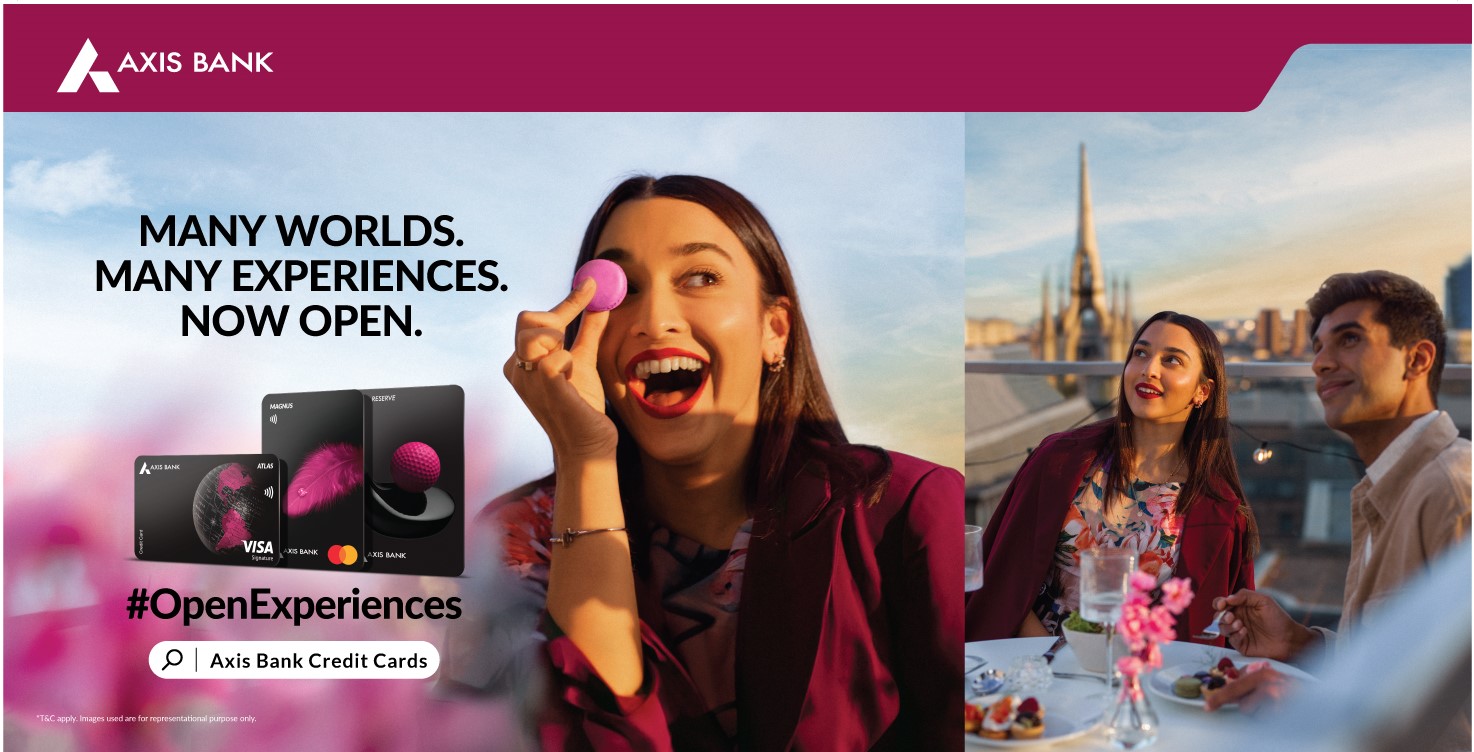 AXIS BANK
MANY WORLDS.
MANY EXPERIENCES.
NOW OPEN.
MAGNUS
RESERVE
AXIS BANK
ATLAS
Credit Card
VISA
Signature
AXIS BANK
AXIS BANK
#OpenExperiences
Axis Bank Credit Cards
*T&C apply. Images used are for representational purpose only.